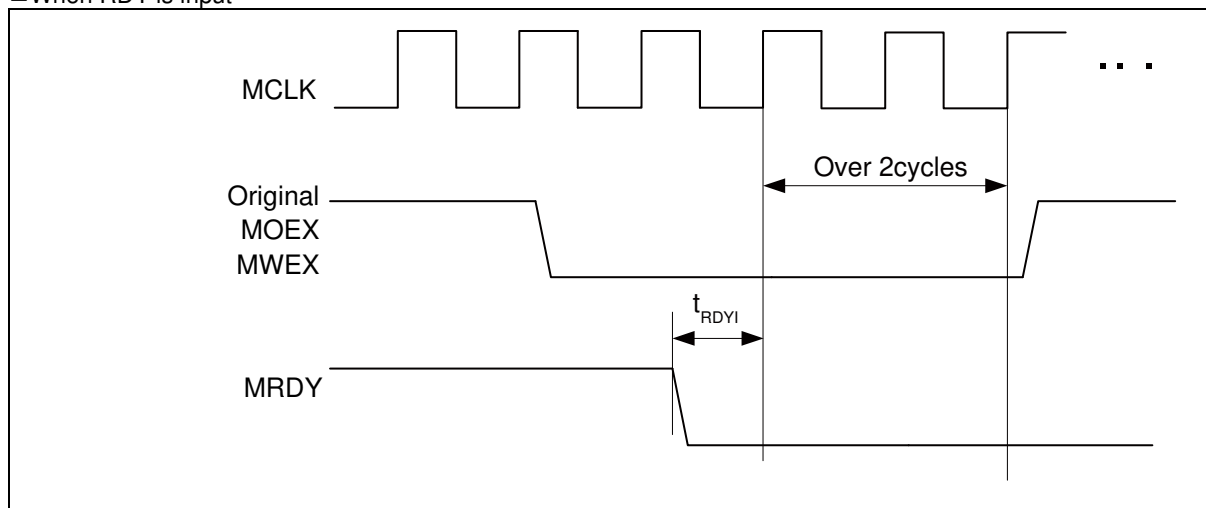 When RDY is input
MCLK
Over 2cycles
Original
MOEX
MWEX
tRDYI
MRDY